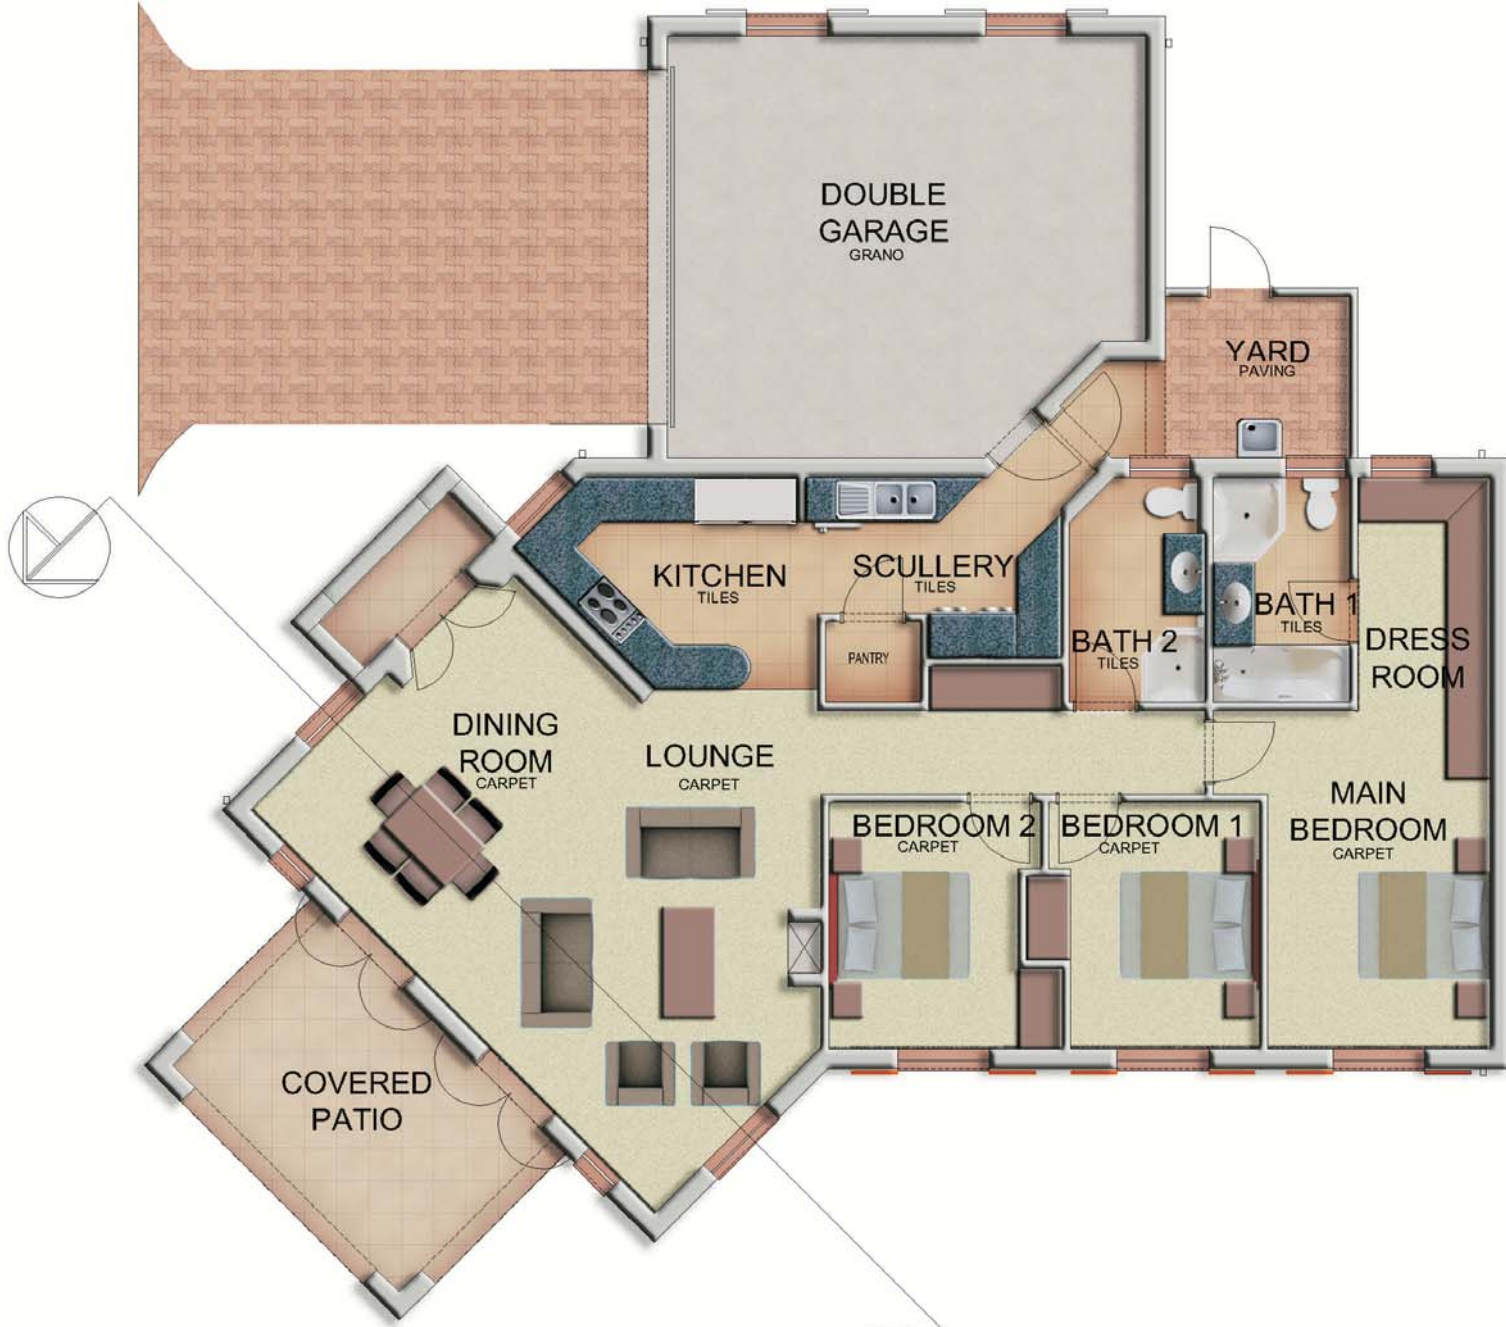 DOUBLE
GARAGE
GRANO
YARD
PAVING
KITCHEN
TILES
SCULLERY
TILES
PANTRY
BATH 2
TILES
BATH 1
TILES
DRESS
ROOM
DINING
ROOM
CARPET
LOUNGE
CARPET
BEDROOM 2
CARPET
BEDROOM 1
CARPET
MAIN
BEDROOM
CARPET
COVERED
PATIO